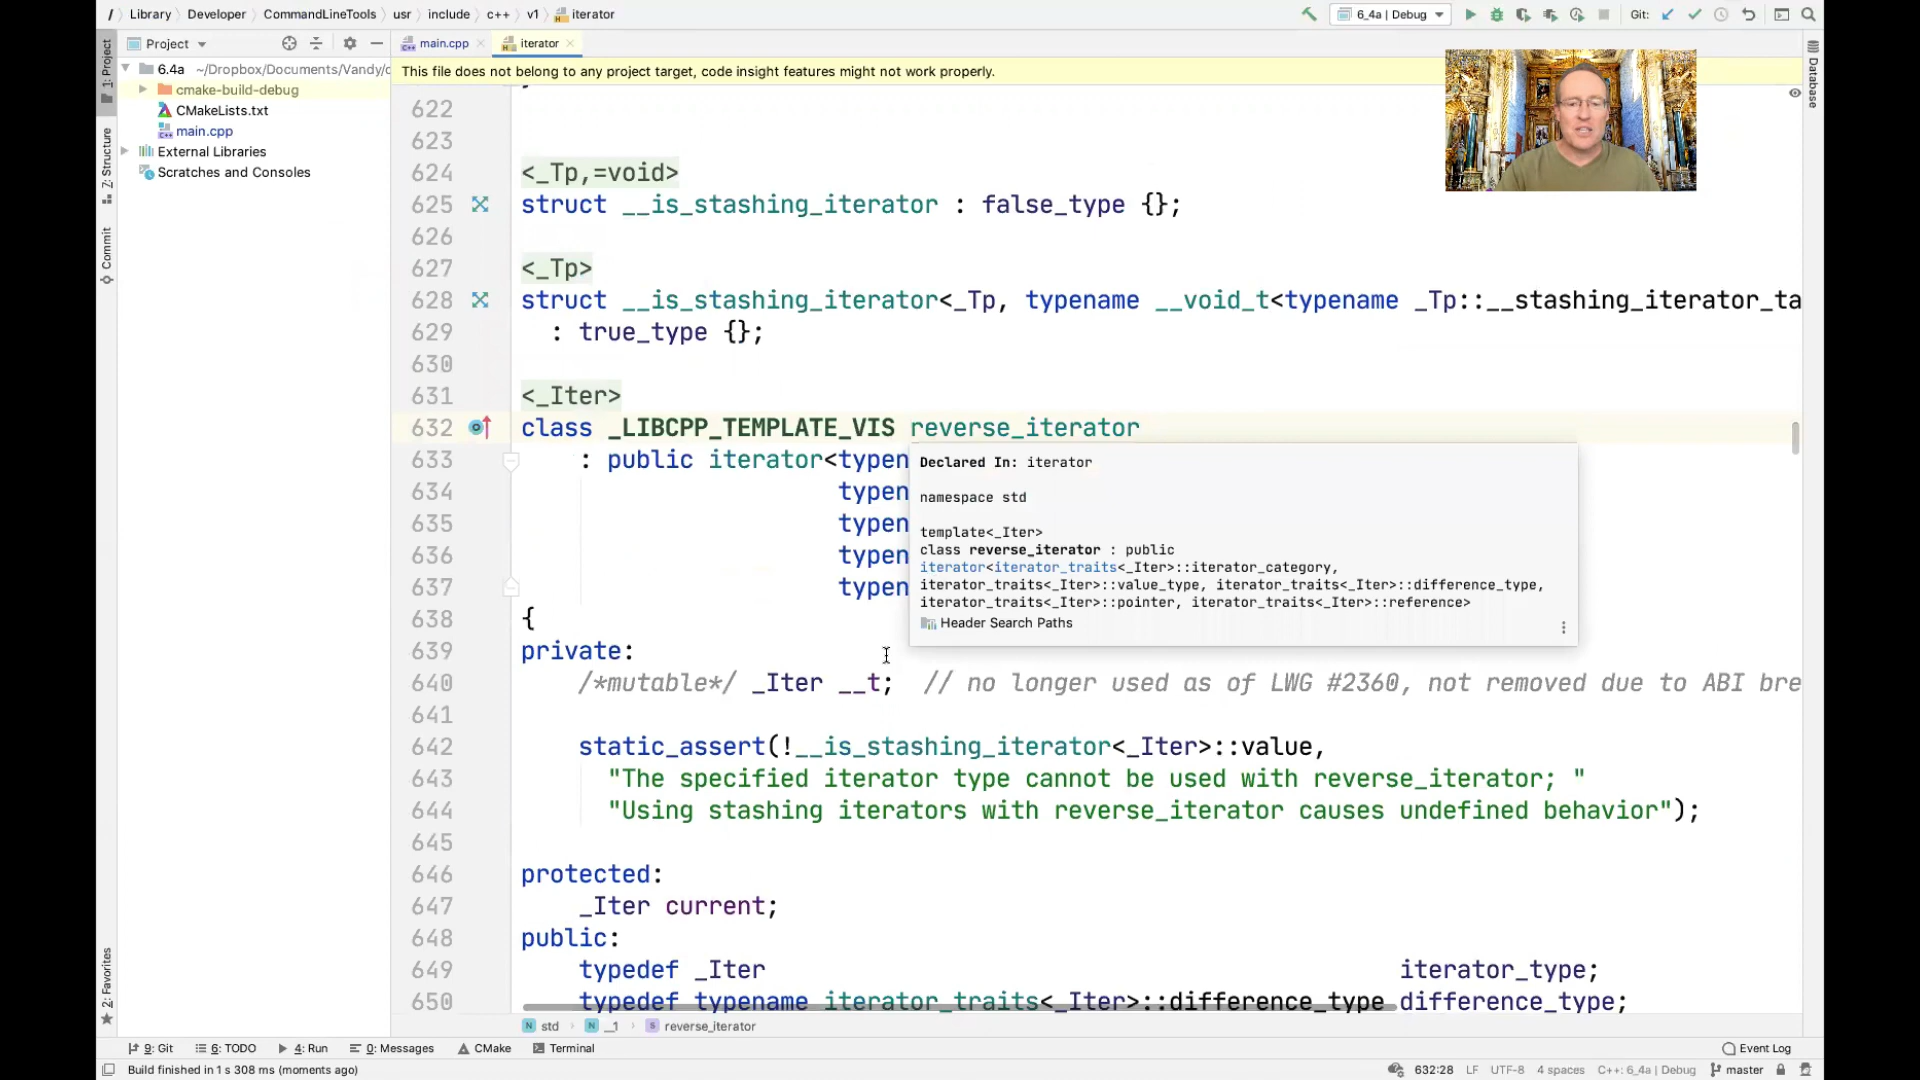 / Library Developer CommandLineTools usr include c++ v1 iterator
6_4a | Debug Git:
1: Project
Project
main.cpp iterator
6.4a ~/Dropbox/Documents/Vandy/c
This file does not belong to any project target, code insight features might not work properly.
cmake-build-debug
CMakeLists.txt
main.cpp
External Libraries
Scratches and Consoles
Z: Structure
Commit
2: Favorites
Database
622
623
624 <_Tp,=void>
625 struct __is_stashing_iterator : false_type {};
626
627 <_Tp>
628 struct __is_stashing_iterator<_Tp, typename __void_t<typename _Tp::__stashing_iterator_ta
629 : true_type {};
630
631 <_Iter>
632 class _LIBCPP_TEMPLATE_VIS reverse_iterator
633 : public iterator<typen
634 typen
635 typen
636 typen
637 typen
638 {
639 private:
640 /*mutable*/ _Iter __t; // no longer used as of LWG #2360, not removed due to ABI bre
641
642 static_assert(!__is_stashing_iterator<_Iter>::value,
643 "The specified iterator type cannot be used with reverse_iterator; "
644 "Using stashing iterators with reverse_iterator causes undefined behavior");
645
646 protected:
647 _Iter current;
648 public:
649 typedef _Iter iterator_type;
650 typedef typename iterator_traits<_Iter>::difference_type difference_type;
Declared In: iterator
namespace std
template<_Iter>
class reverse_iterator : public
iterator<iterator_traits<_Iter>::iterator_category,
iterator_traits<_Iter>::value_type, iterator_traits<_Iter>::difference_type,
iterator_traits<_Iter>::pointer, iterator_traits<_Iter>::reference>
Header Search Paths
N std N __1 S reverse_iterator
9: Git 6: TODO 4: Run 0: Messages CMake Terminal Event Log
Build finished in 1 s 308 ms (moments ago) 632:28 LF UTF-8 4 spaces C++: 6_4a | Debug master